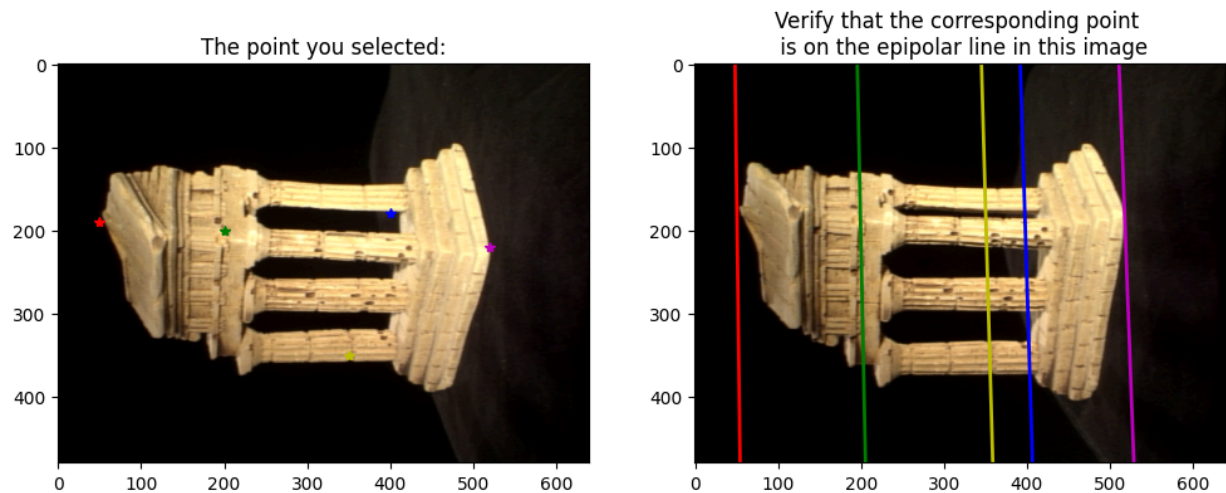 The point you selected:
Verify that the corresponding point
is on the epipolar line in this image
0
100
200
300
400
0 100 200 300 400 500 600
0
100
200
300
400
0 100 200 300 400 500 600